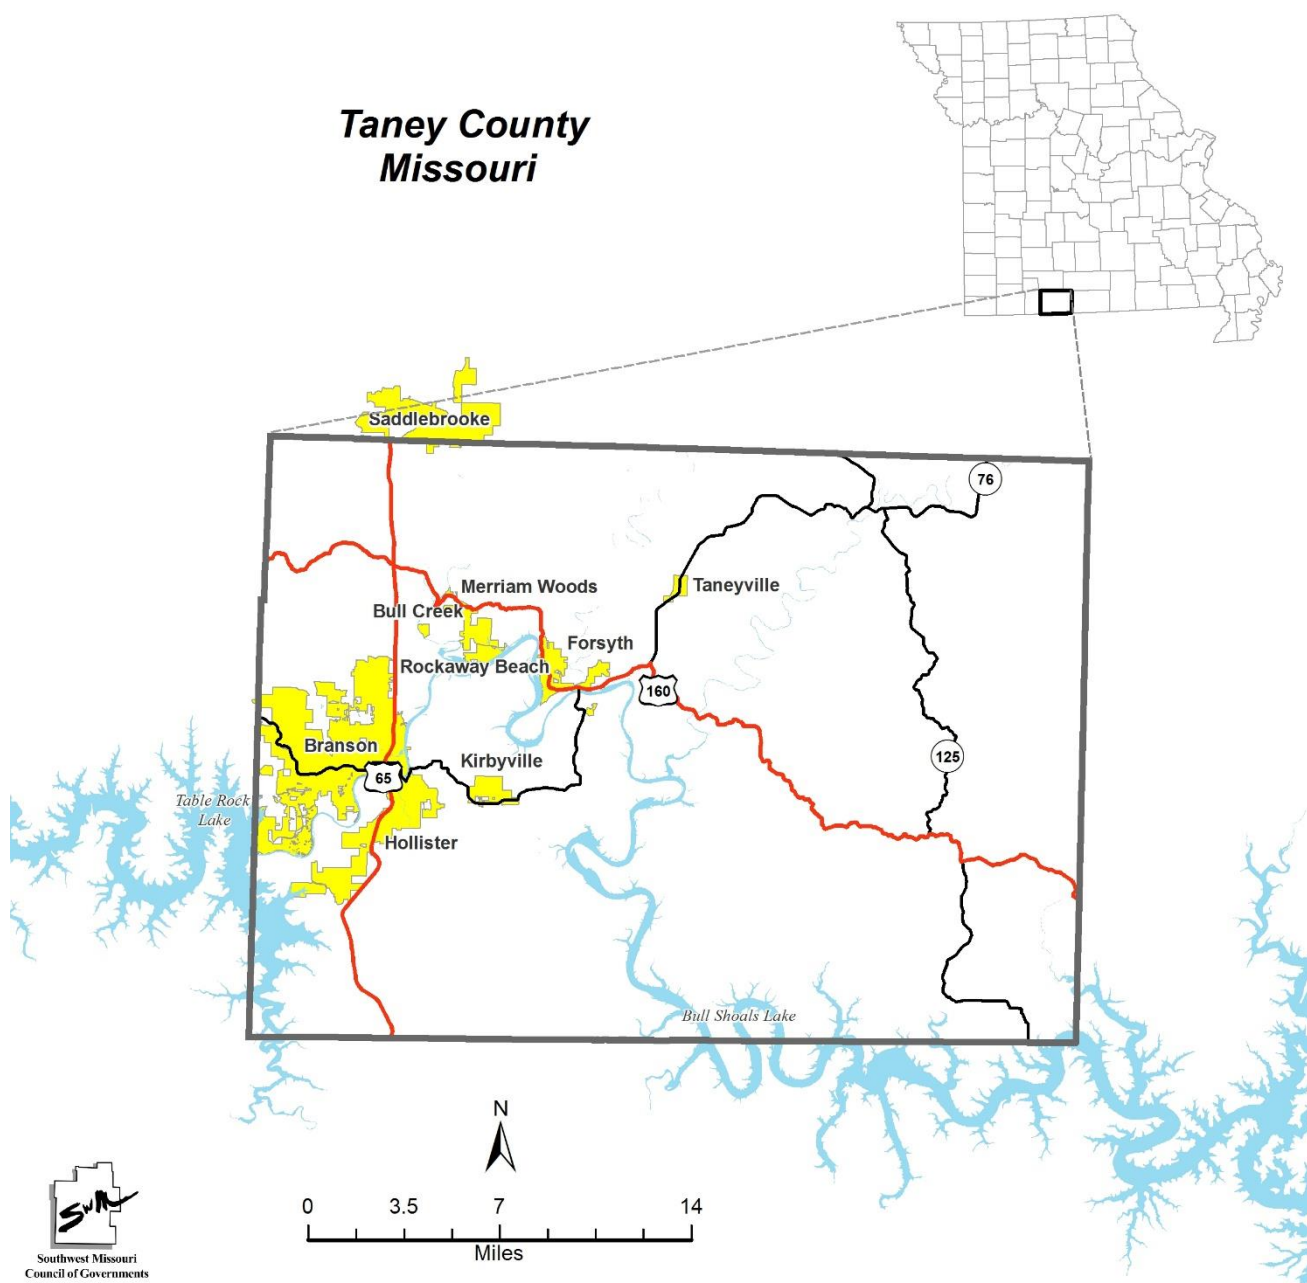 Taney County
Missouri
Saddlebrooke
76
Merriam Woods
Taneyville
Bull Creek
Forsyth
Rockaway Beach
160
Branson
Kirbyville
125
65
Table Rock
Lake
Hollister
Bull Shoals Lake
N
0 3.5 7 14
Miles
SWM
Southwest Missouri
Council of Governments